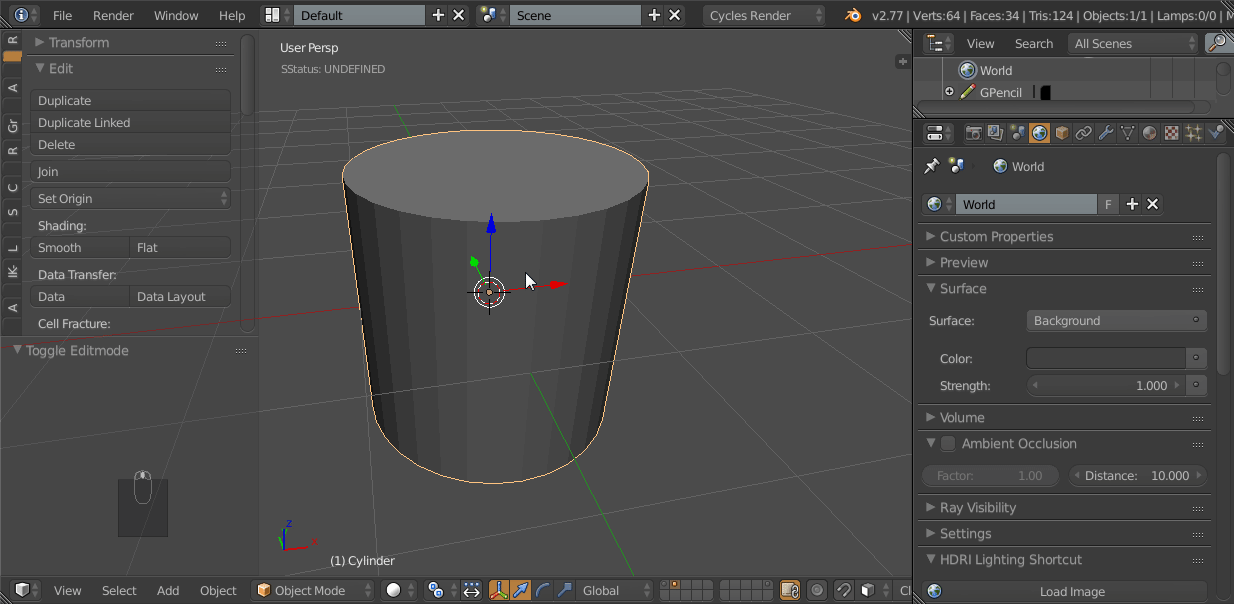 File Render Window Help Default Scene Cycles Render v2.77 | Verts:64 | Faces:34 | Tris:124 | Objects:1/1 | Lamps:0/0 |
View Search All Scenes
World
GPencil
R
A
Gr
R
C
S
L
IK
A
Transform
Edit
Duplicate
Duplicate Linked
Delete
Join
Set Origin
Shading:
Smooth Flat
Data Transfer:
Data Data Layout
Cell Fracture:
Toggle Editmode
User Persp
SStatus: UNDEFINED
z
x
(1) Cylinder
World
World F
Custom Properties
Preview
Surface
Surface: Background
Color:
Strength: 1.000
Volume
Ambient Occlusion
Factor: 1.00 Distance: 10.000
Ray Visibility
Settings
HDRI Lighting Shortcut
Load Image
View Select Add Object Object Mode Global